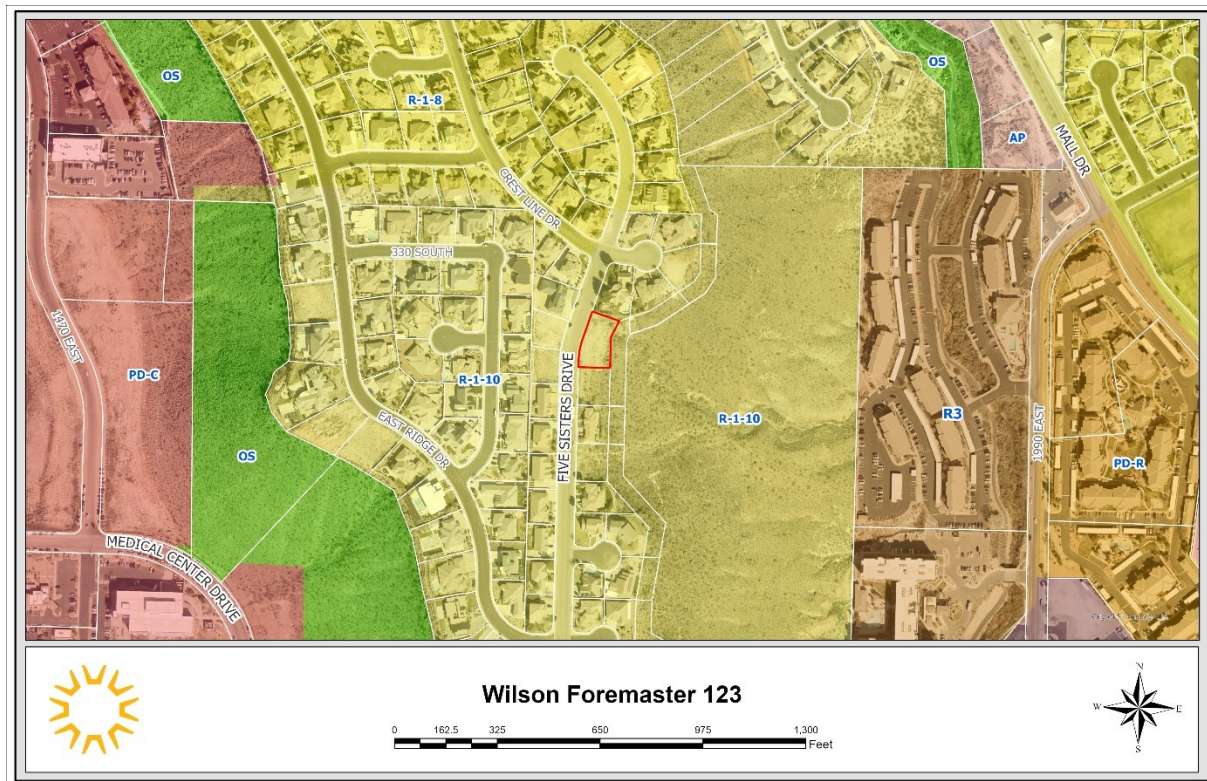 OS
OS
R-1-8
AP
MALL DR
CREST LINE DR
330 SOUTH
1470 EAST
PD-C
R-1-10
FIVE SISTERS DRIVE
R-1-10
EAST RIDGE DR
R3
1990 EAST
OS
PD-R
MEDICAL CENTER DRIVE
Wilson Foremaster 123
0 162.5 325 650 975 1,300
Feet
N
W E
S